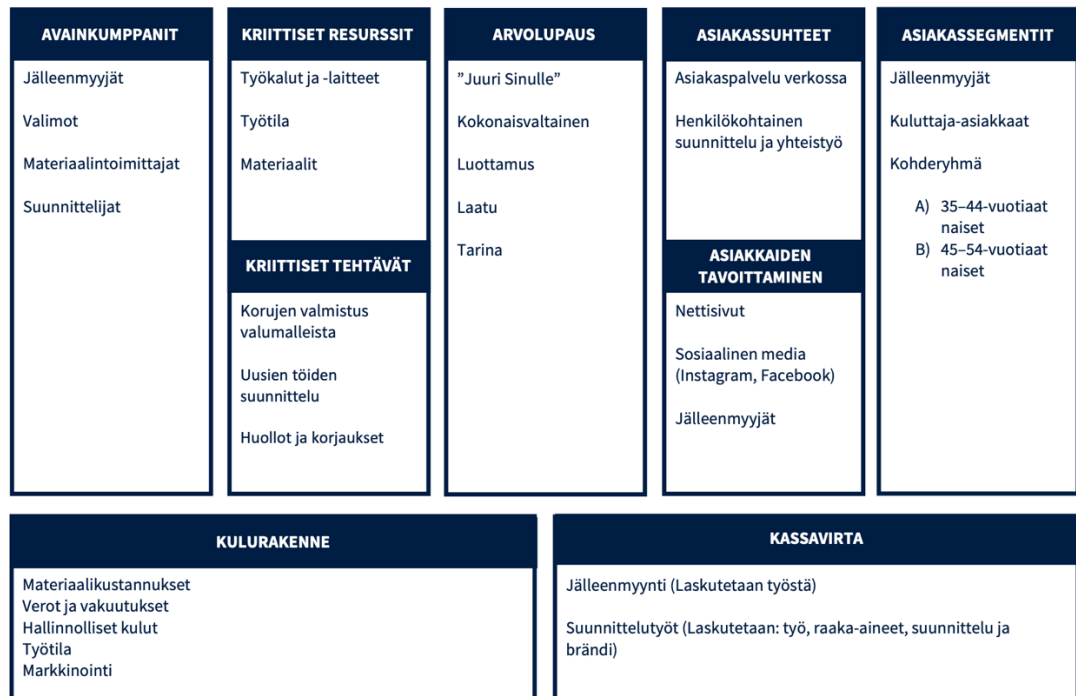 AVAINKUMPPANIT
Jälleenmyyjät
Valimot
Materiaalintoimittajat
Suunnittelijat
KRIITTISET RESURSSIT
Työkalut ja -laitteet
Työtila
Materiaalit
KRIITTISET TEHTÄVÄT
Korujen valmistus
valumalleista
Uusien töiden
suunnittelu
Huollot ja korjaukset
ARVOLUPAUS
”Juuri Sinulle”
Kokonaisvaltainen
Luottamus
Laatu
Tarina
ASIAKASSUHTEET
Asiakaspalvelu verkossa
Henkilökohtainen
suunnittelu ja yhteistyö
ASIAKKAIDEN
TAVOITTAMINEN
Nettisivut
Sosiaalinen media
(Instagram, Facebook)
Jälleenmyyjät
ASIAKASSEGMENTIT
Jälleenmyyjät
Kuluttaja-asiakkaat
Kohderyhmä
A) 35–44-vuotiaat
naiset
B) 45–54-vuotiaat
naiset
KULURAKENNE
Materiaalikustannukset
Verot ja vakuutukset
Hallinnolliset kulut
Työtila
Markkinointi
KASSAVIRTA
Jälleenmyynti (Laskutetaan työstä)
Suunnittelutyöt (Laskutetaan: työ, raaka-aineet, suunnittelu ja
brändi)